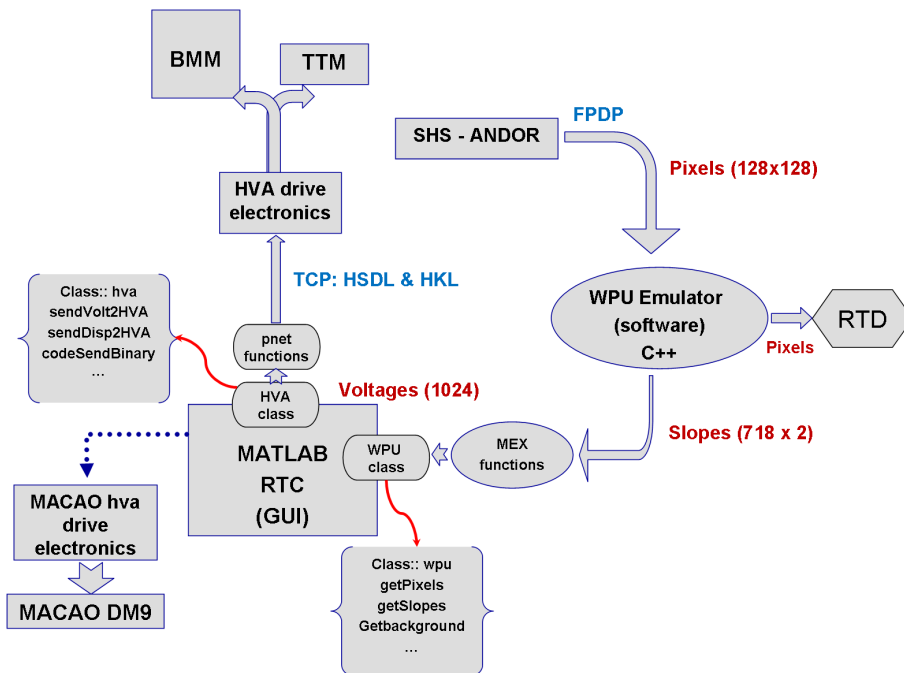 BMM
TTM
FPDP
SHS - ANDOR
Pixels (128x128)
HVA drive
electronics
TCP: HSDL & HKL
Class:: hva
sendVolt2HVA
sendDisp2HVA
codeSendBinary
...
WPU Emulator
(software)
C++
RTD
Pixels
pnet
functions
HVA
class
Voltages (1024)
Slopes (718 x 2)
MATLAB
RTC
(GUI)
WPU
class
MEX
functions
MACAO hva
drive
electronics
MACAO DM9
Class:: wpu
getPixels
getSlopes
Getbackground
...